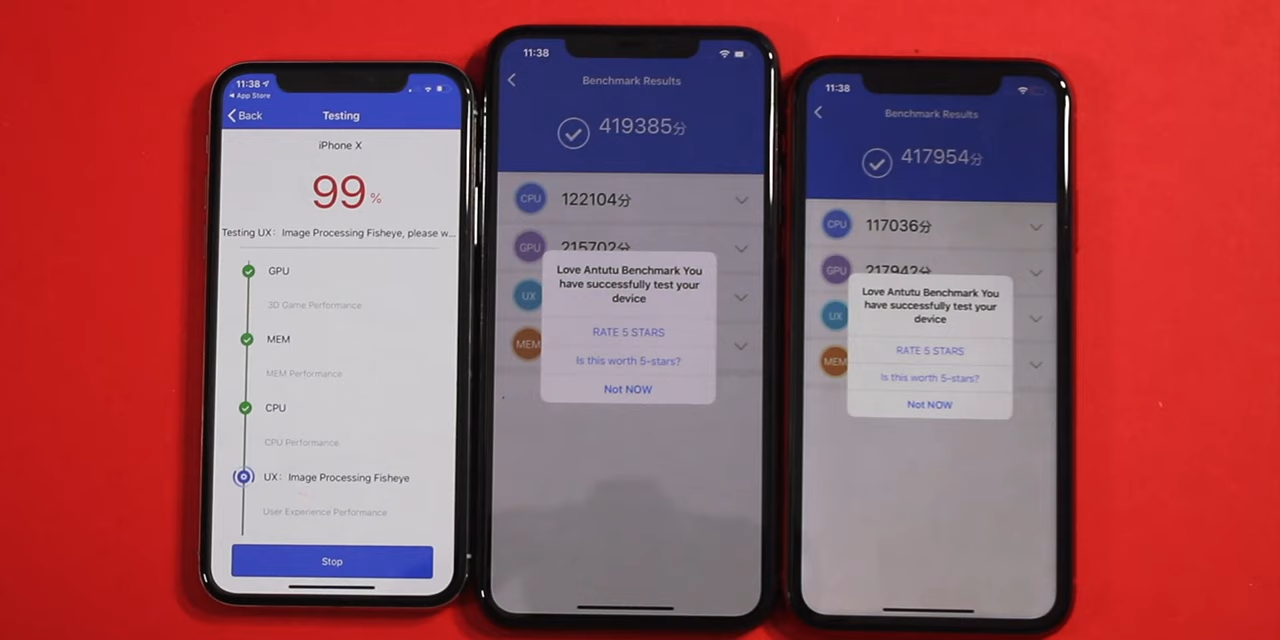 11:38
App Store
Back
Testing
iPhone X
99%
Testing UX: Image Processing Fisheye, please w...
GPU
3D Game Performance
MEM
MEM Performance
CPU
CPU Performance
UX: Image Processing Fisheye
User Experience Performance
Stop
11:38
Benchmark Results
419385分
CPU 122104分
GPU 215702分
UX
MEM
Love Antutu Benchmark You
have successfully test your
device
RATE 5 STARS
Is this worth 5-stars?
Not NOW
11:38
Benchmark Results
417954分
CPU 117036分
GPU 217942分
UX
MEM
Love Antutu Benchmark You
have successfully test your
device
RATE 5 STARS
Is this worth 5-stars?
Not NOW